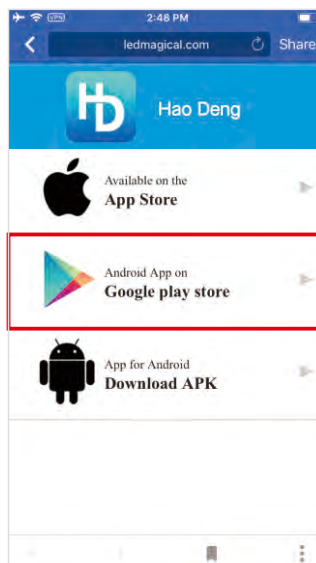 VPN
2:48 PM
ledmagical.com
Share
HD
Hao Deng
Available on the
App Store
Android App on
Google play store
App for Android
Download APK